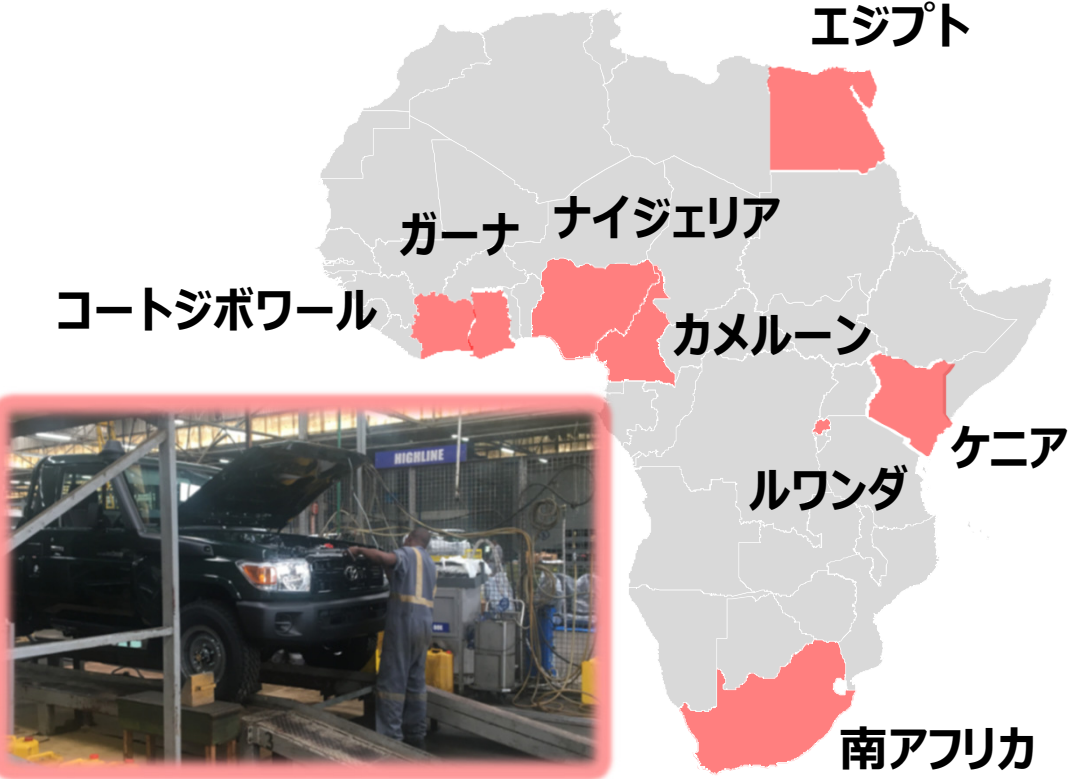 エジプト
ナイジェリア
ガーナ
コートジボワール
カメルーン
ケニア
ルワンダ
南アフリカ
HIGHLINE